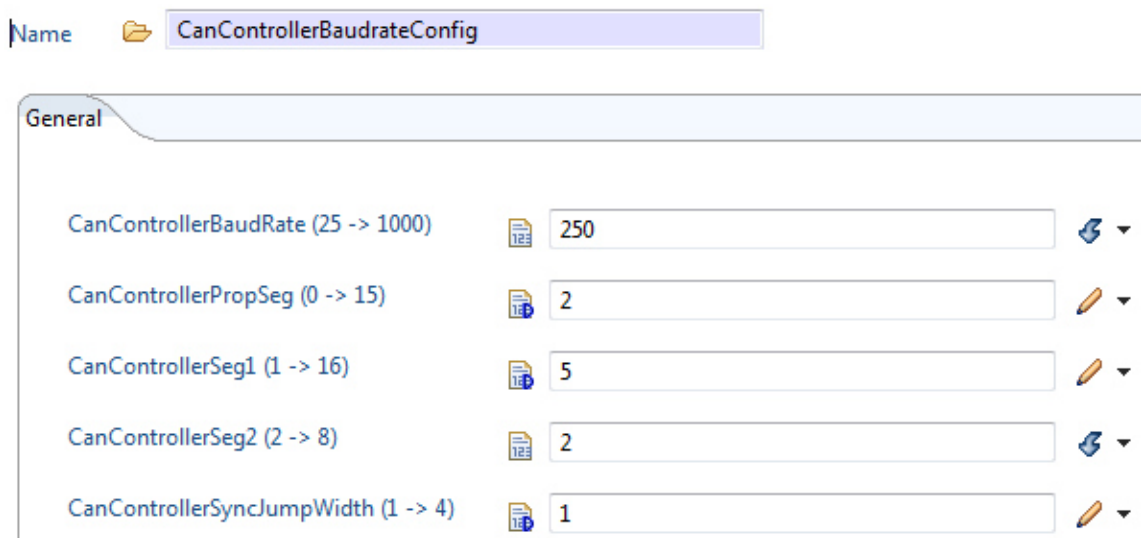 Name CanControllerBaudrateConfig
General
CanControllerBaudRate (25 -> 1000) 250
CanControllerPropSeg (0 -> 15) 2
CanControllerSeg1 (1 -> 16) 5
CanControllerSeg2 (2 -> 8) 2
CanControllerSyncJumpWidth (1 -> 4) 1